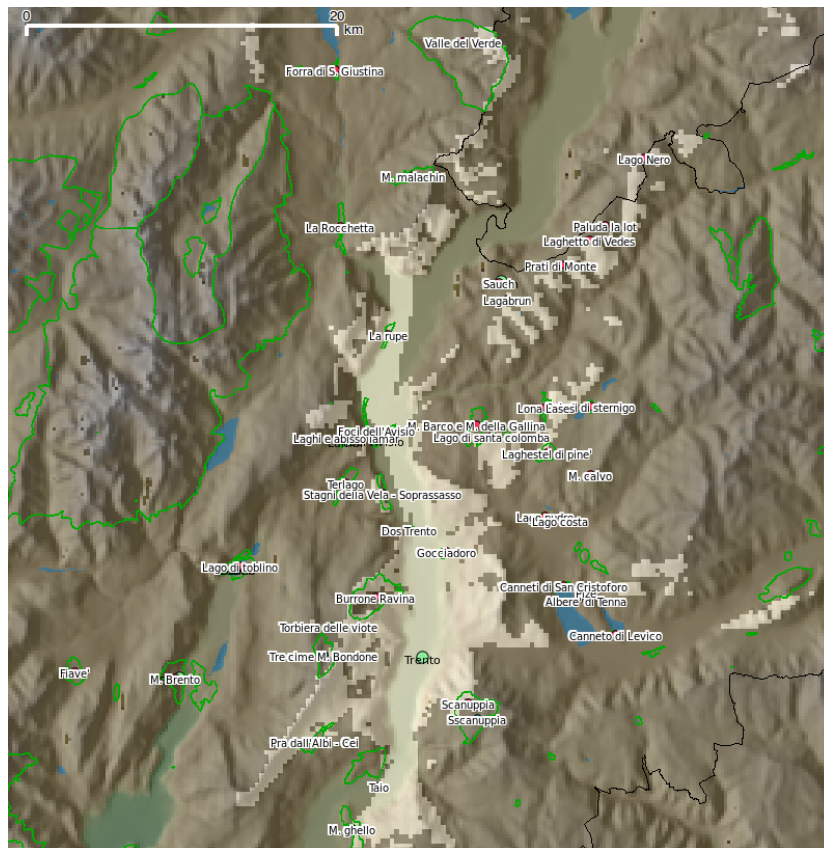 0
20
km
Valle del Verde
Forra di S. Giustina
Lago Nero
M. malachin
La Rocchetta
Paluda la lot
Laghetto di Vedes
Prati di Monte
Sauch
Lagabrun
La rupe
Lona Lasesi di sternigo
M. Barco e M. della Gallina
Foci dell'Avisio
Lago di santa colomba
Laghestel di pine'
M. calvo
Terlago
Stagni della Vela - Soprassasso
Lago costa
Dos Trento
Gocciadoro
Lago di toblino
Canneti di San Cristoforo
Burrone Ravina
Albere' di Tenna
Torbiera delle viote
Canneto di Levico
Tre cime M. Bondone
Trento
Fiave'
M. Brento
Scanuppia
Sscanuppia
Pra dall'Albi - Cei
Taio
M. ghello